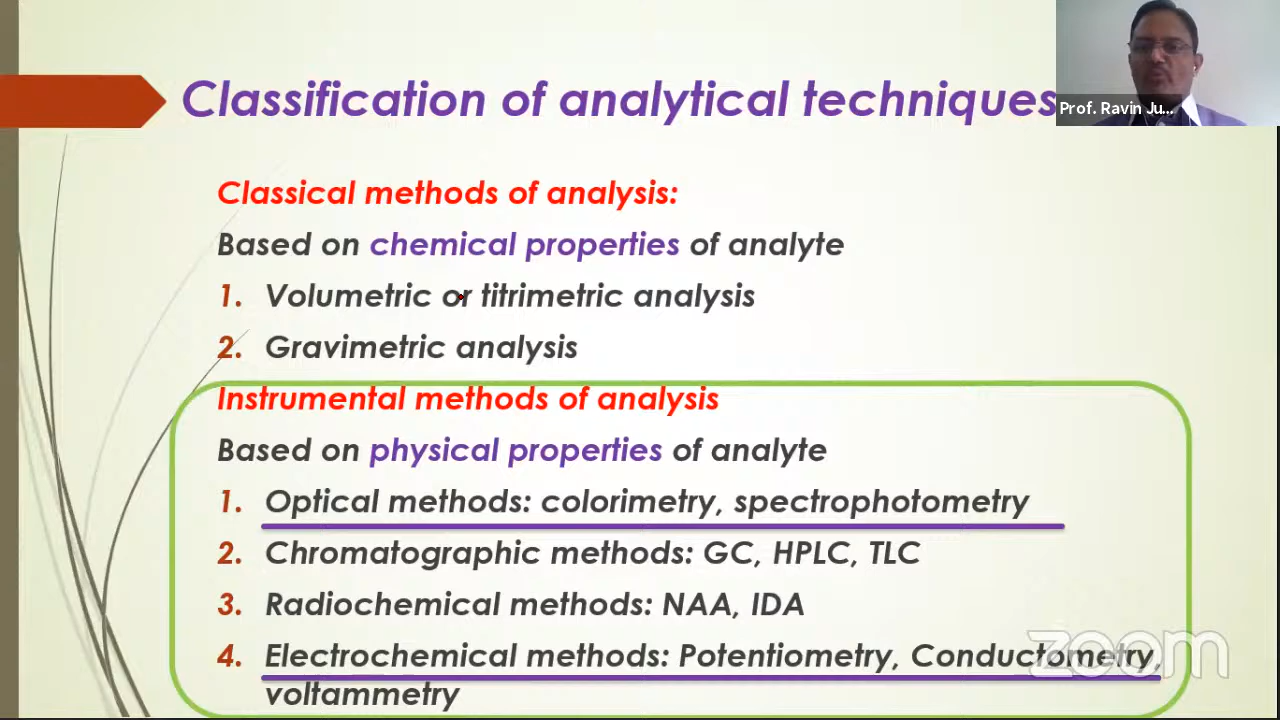 Classification of analytical techniques
Prof. Ravin Ju...
Classical methods of analysis:
Based on chemical properties of analyte
1. Volumetric or titrimetric analysis
2. Gravimetric analysis
Instrumental methods of analysis
Based on physical properties of analyte
1. Optical methods: colorimetry, spectrophotometry
2. Chromatographic methods: GC, HPLC, TLC
3. Radiochemical methods: NAA, IDA
4. Electrochemical methods: Potentiometry, Conductometry,
voltammetry
zoom